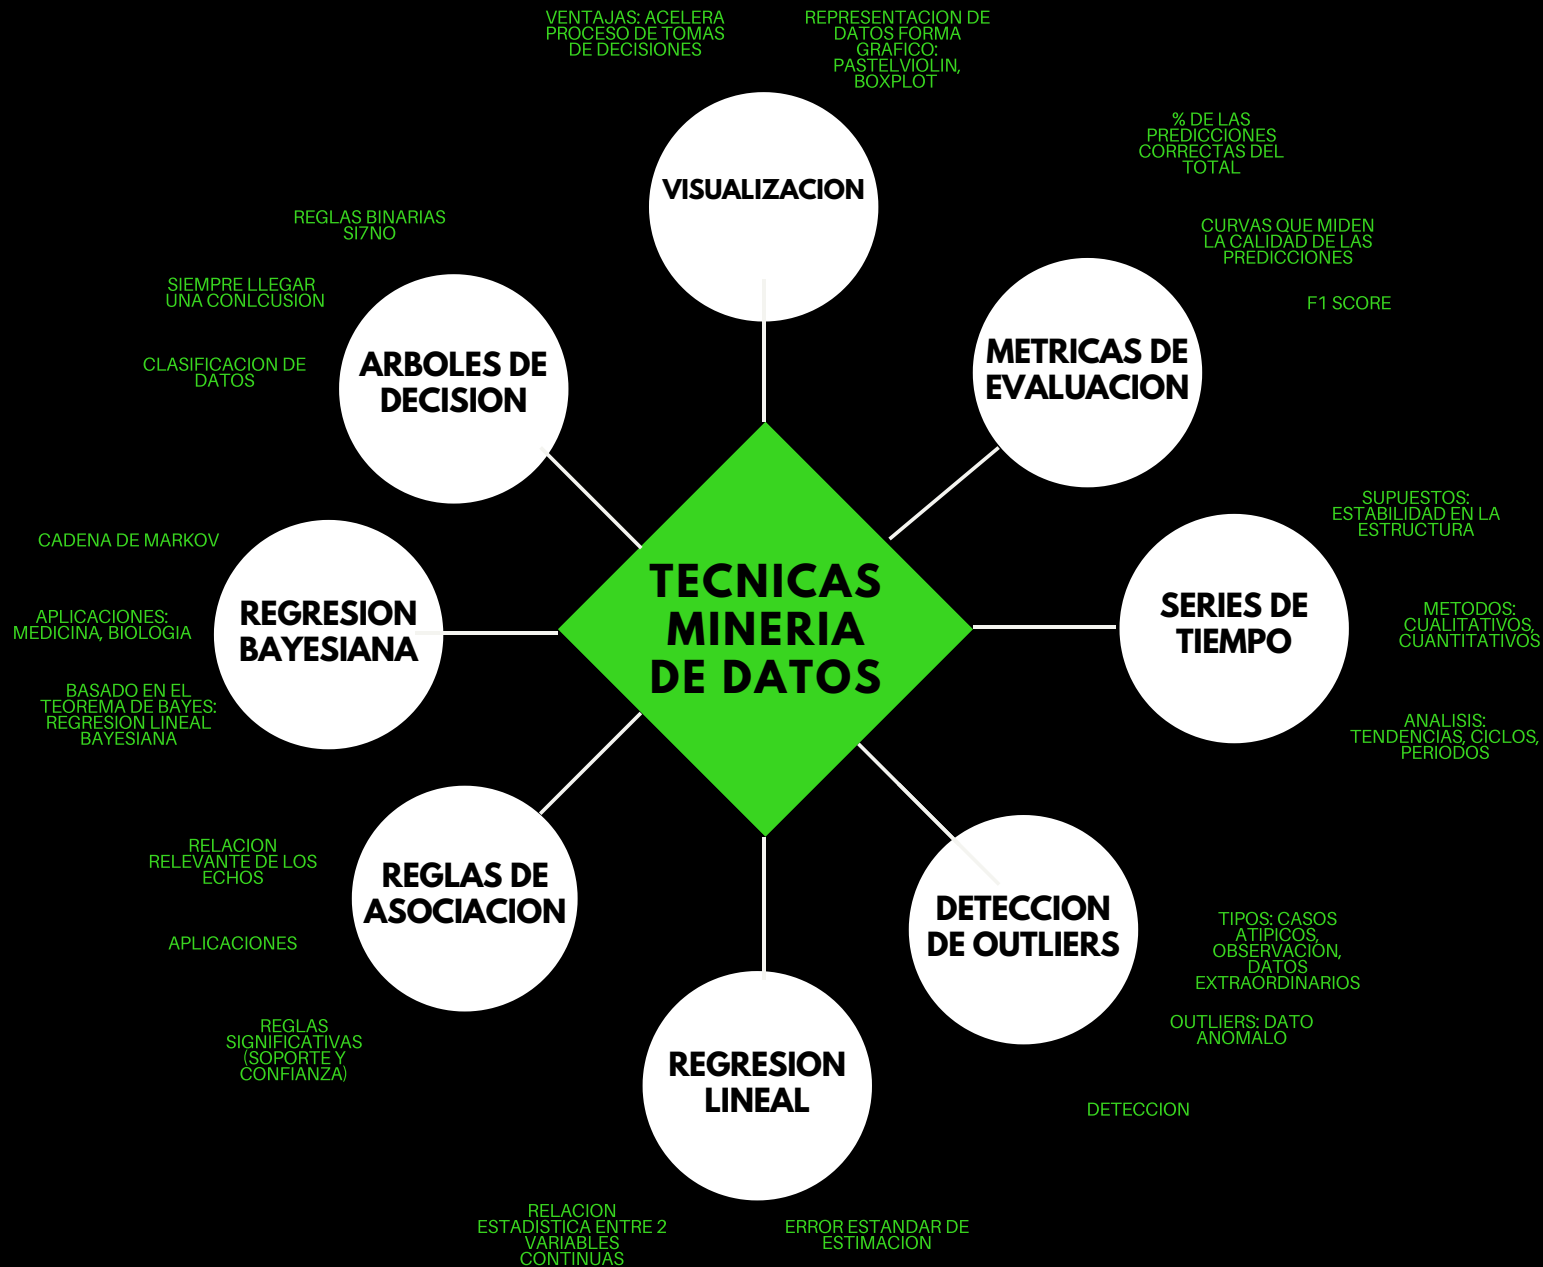 VENTAJAS: ACELERA
PROCESO DE TOMAS
DE DECISIONES
REPRESENTACION DE
DATOS FORMA
GRAFICO:
PASTELVIOLIN,
BOXPLOT
VISUALIZACION
% DE LAS
PREDICCIONES
CORRECTAS DEL
TOTAL
CURVAS QUE MIDEN
LA CALIDAD DE LAS
PREDICCIONES
F1 SCORE
METRICAS DE
EVALUACION
REGLAS BINARIAS
SI7NO
SIEMPRE LLEGAR
UNA CONLCUSION
CLASIFICACION DE
DATOS
ARBOLES DE
DECISION
TECNICAS
MINERIA
DE DATOS
SUPUESTOS:
ESTABILIDAD EN LA
ESTRUCTURA
METODOS:
CUALITATIVOS,
CUANTITATIVOS
ANALISIS:
TENDENCIAS, CICLOS,
PERIODOS
SERIES DE
TIEMPO
CADENA DE MARKOV
APLICACIONES:
MEDICINA, BIOLOGIA
BASADO EN EL
TEOREMA DE BAYES:
REGRESION LINEAL
BAYESIANA
REGRESION
BAYESIANA
RELACION
RELEVANTE DE LOS
ECHOS
APLICACIONES
REGLAS
SIGNIFICATIVAS
(SOPORTE Y
CONFIANZA)
REGLAS DE
ASOCIACION
DETECCION
DE OUTLIERS
TIPOS: CASOS
ATIPICOS,
OBSERVACION,
DATOS
EXTRAORDINARIOS
OUTLIERS: DATO
ANOMALO
DETECCION
REGRESION
LINEAL
RELACION
ESTADISTICA ENTRE 2
VARIABLES
CONTINUAS
ERROR ESTANDAR DE
ESTIMACION